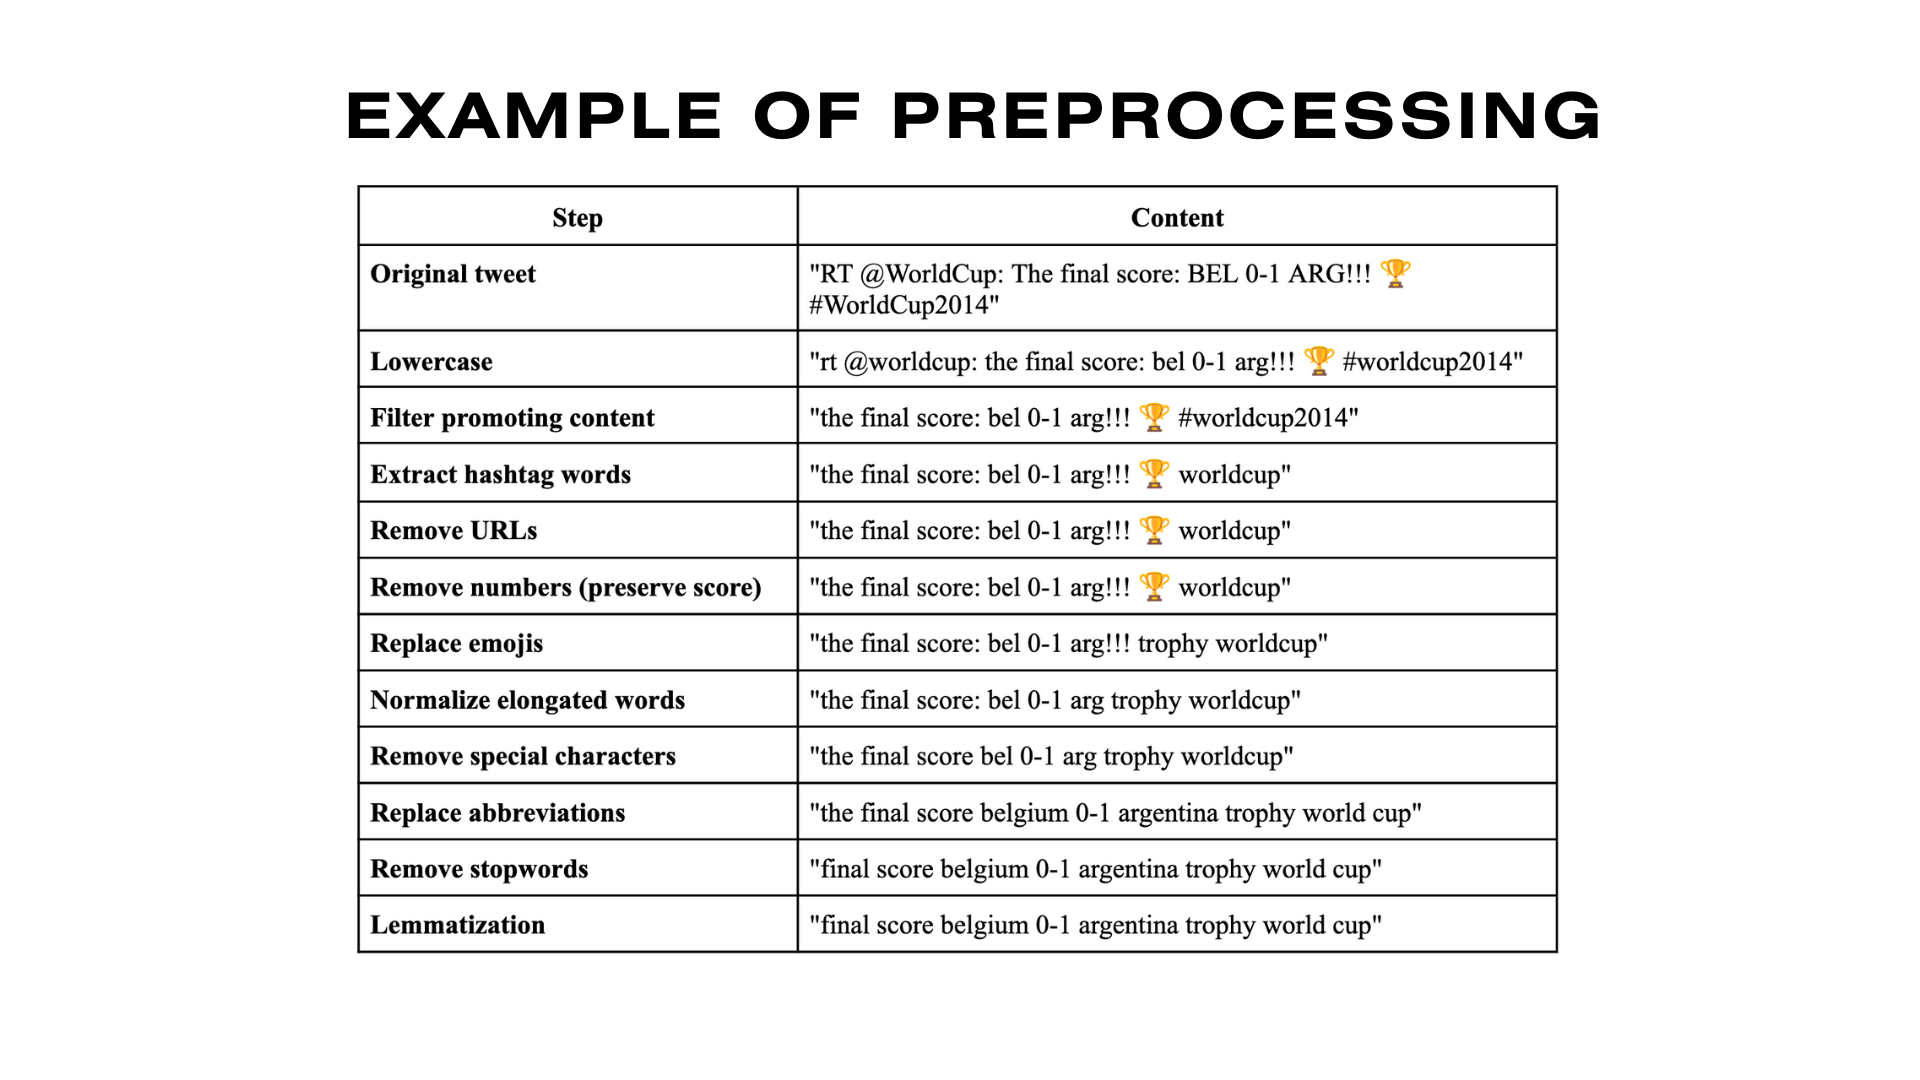 EXAMPLE OF PREPROCESSING
Step
Content
Original tweet
"RT @WorldCup: The final score: BEL 0-1 ARG!!! 🏆
#WorldCup2014"
Lowercase
"rt @worldcup: the final score: bel 0-1 arg!!! 🏆 #worldcup2014"
Filter promoting content
"the final score: bel 0-1 arg!!! 🏆 #worldcup2014"
Extract hashtag words
"the final score: bel 0-1 arg!!! 🏆 worldcup"
Remove URLs
"the final score: bel 0-1 arg!!! 🏆 worldcup"
Remove numbers (preserve score)
"the final score: bel 0-1 arg!!! 🏆 worldcup"
Replace emojis
"the final score: bel 0-1 arg!!! trophy worldcup"
Normalize elongated words
"the final score: bel 0-1 arg trophy worldcup"
Remove special characters
"the final score bel 0-1 arg trophy worldcup"
Replace abbreviations
"the final score belgium 0-1 argentina trophy world cup"
Remove stopwords
"final score belgium 0-1 argentina trophy world cup"
Lemmatization
"final score belgium 0-1 argentina trophy world cup"